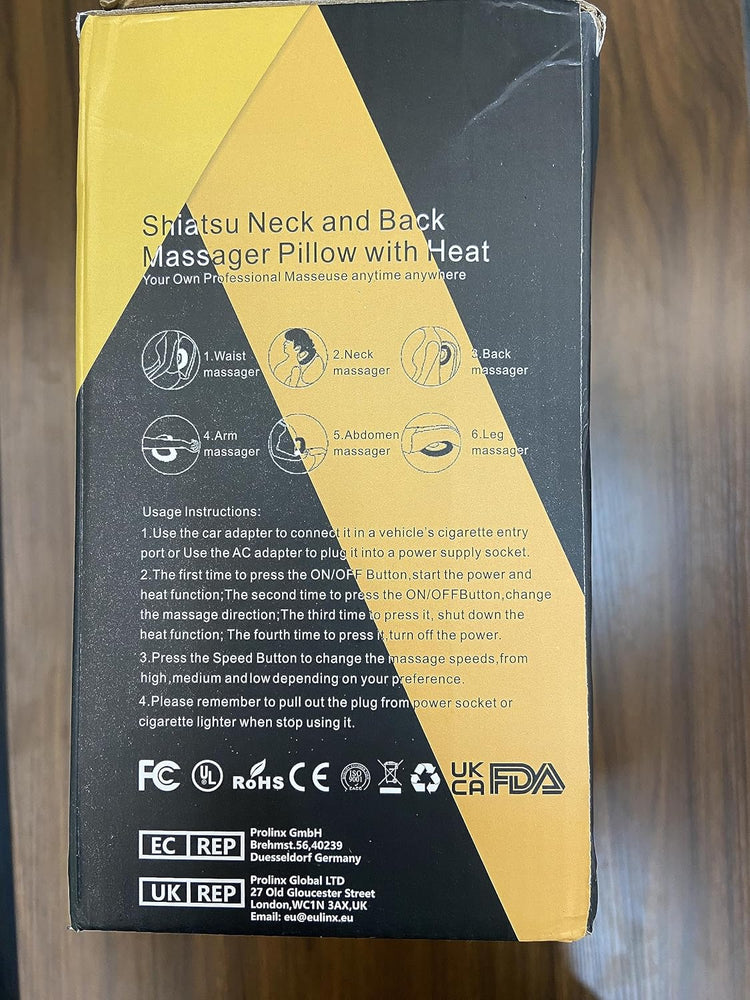 Shiatsu Neck and Back
Massager Pillow with Heat
Your Own Professional Masseuse anytime anywhere
1.Waist
massager
2.Neck
massager
3.Back
massager
4.Arm
massager
5.Abdomen
massager
6.Leg
massager
Usage Instructions:
1.Use the car adapter to connect it in a vehicle's cigarette entry
port or Use the AC adapter to plug it into a power supply socket.
2.The first time to press the ON/OFF Button,start the power and
heat function;The second time to press the ON/OFFButton,change
the massage direction;The third time to press it, shut down the
heat function; The fourth time to press it,turn off the power.
3.Press the Speed Button to change the massage speeds,from
high,medium and low depending on your preference.
4.Please remember to pull out the plug from power socket or
cigarette lighter when stop using it.
FC UL RoHS CE ISO 9001 UK CA FDA
EC REP
Prolinx GmbH
Brehmst.56,40239
Duesseldorf Germany
UK REP
Prolinx Global LTD
27 Old Gloucester Street
London,WC1N 3AX,UK
Email: eu@eulinx.eu